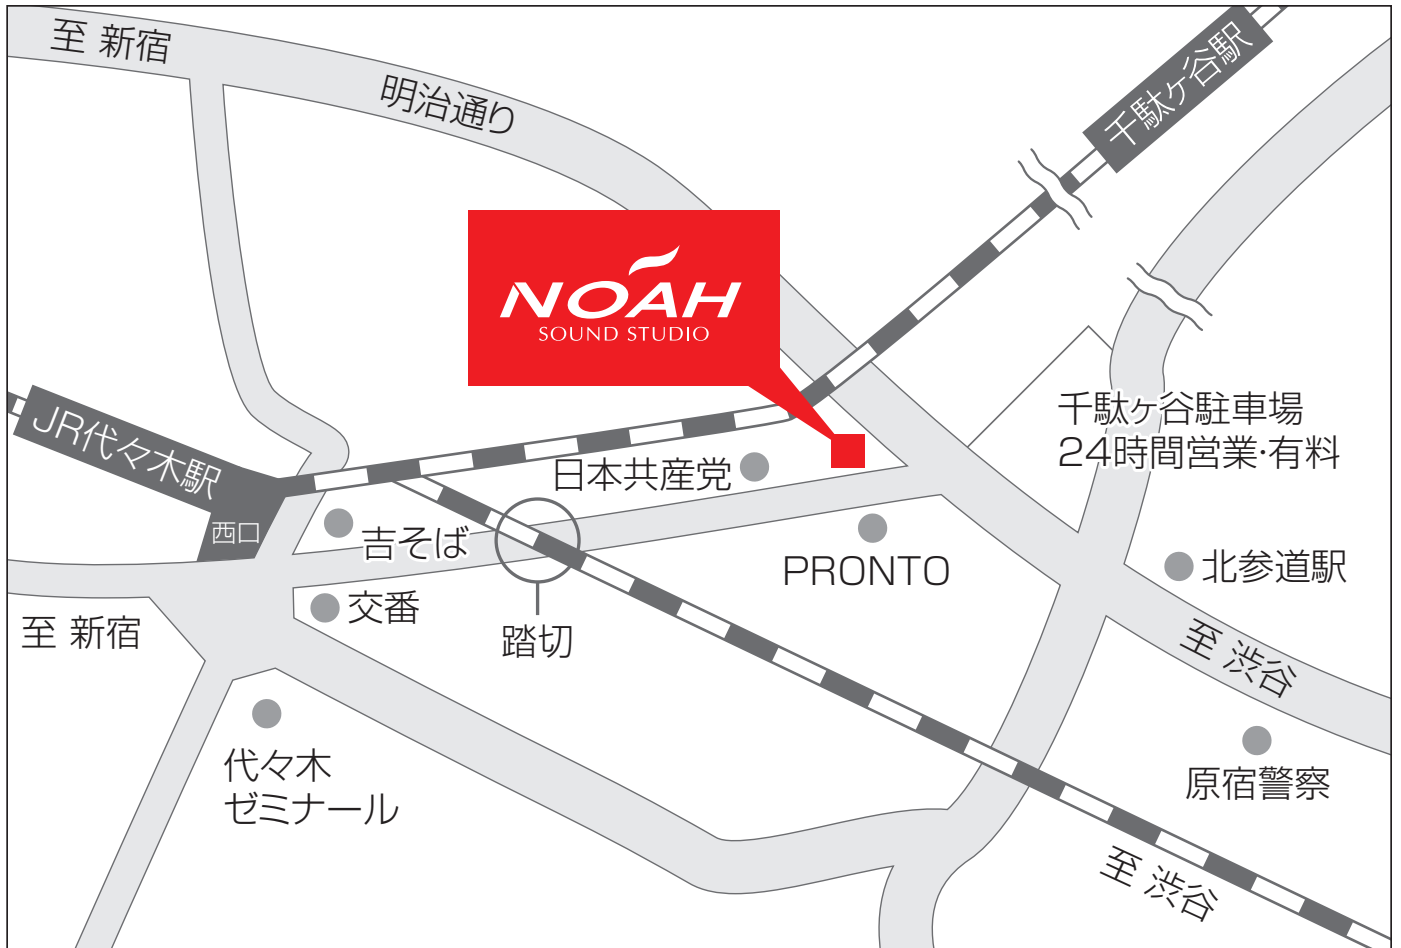 至 新宿
明治通り
千駄ヶ谷駅
NOAH
SOUND STUDIO
JR代々木駅
西口
千駄ヶ谷駐車場
24時間営業·有料
日本共産党
吉そば
PRONTO
北参道駅
交番
踏切
至 新宿
至 渋谷
代々木
ゼミナール
原宿警察
至 渋谷